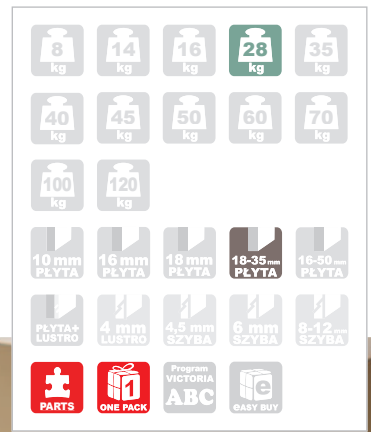 8 14 16 28 35
kg kg kg kg kg
40 45 50 60 70
kg kg kg kg kg
100 120
kg kg
10 mm 16 mm 18 mm 18-35 mm 16-50 mm
PŁYTA PŁYTA PŁYTA PŁYTA PŁYTA
PŁYTA+ 4 mm 4,5 mm 6 mm 8-12 mm
LUSTRO LUSTRO SZYBA SZYBA SZYBA
PARTS
1
ONE PACK
Program
VICTORIA
ABC
e
eASY BUY